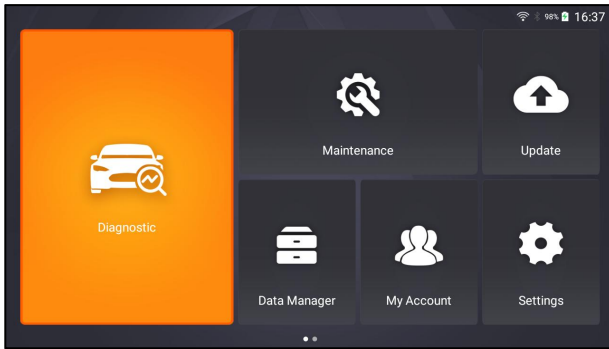 98% 16:37
Maintenance
Update
Diagnostic
Data Manager
My Account
Settings